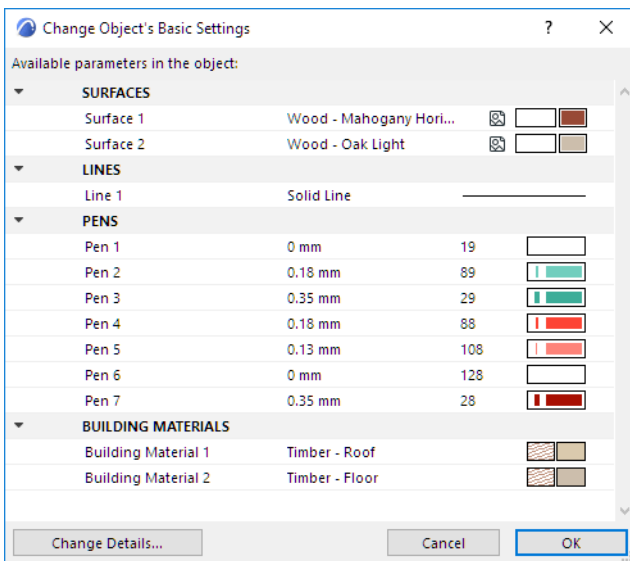 Change Object's Basic Settings ?
Available parameters in the object:
SURFACES
Surface 1 Wood - Mahogany Hori...
Surface 2 Wood - Oak Light
LINES
Line 1 Solid Line
PENS
Pen 1 0 mm 19
Pen 2 0.18 mm 89
Pen 3 0.35 mm 29
Pen 4 0.18 mm 88
Pen 5 0.13 mm 108
Pen 6 0 mm 128
Pen 7 0.35 mm 28
BUILDING MATERIALS
Building Material 1 Timber - Roof
Building Material 2 Timber - Floor
Change Details... Cancel OK